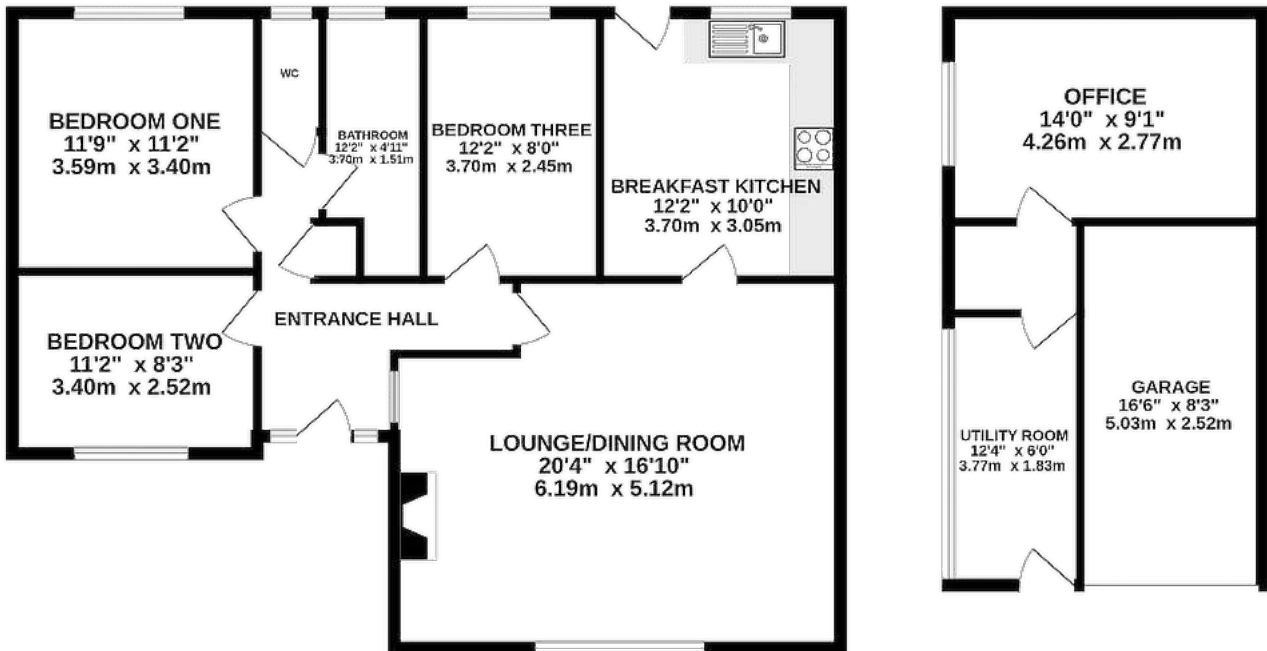 BEDROOM ONE
11'9" x 11'2"
3.59m x 3.40m
WC
BATHROOM
12'2" x 4'11"
3.70m x 1.51m
BEDROOM THREE
12'2" x 8'0"
3.70m x 2.45m
BREAKFAST KITCHEN
12'2" x 10'0"
3.70m x 3.05m
OFFICE
14'0" x 9'1"
4.26m x 2.77m
ENTRANCE HALL
BEDROOM TWO
11'2" x 8'3"
3.40m x 2.52m
LOUNGE/DINING ROOM
20'4" x 16'10"
6.19m x 5.12m
UTILITY ROOM
12'4" x 6'0"
3.77m x 1.83m
GARAGE
16'6" x 8'3"
5.03m x 2.52m